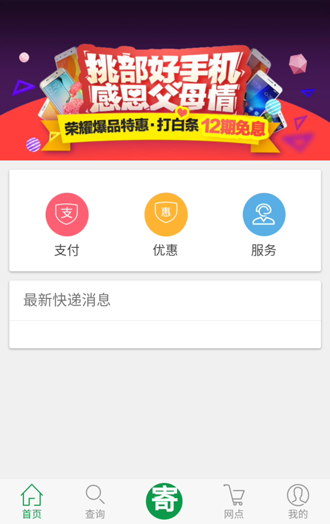 挑部好手机
感恩父母情
荣耀爆品特惠·打白条 12期免息
支
惠
支付
优惠
服务
最新快递消息
寄
首页
查询
网点
我的